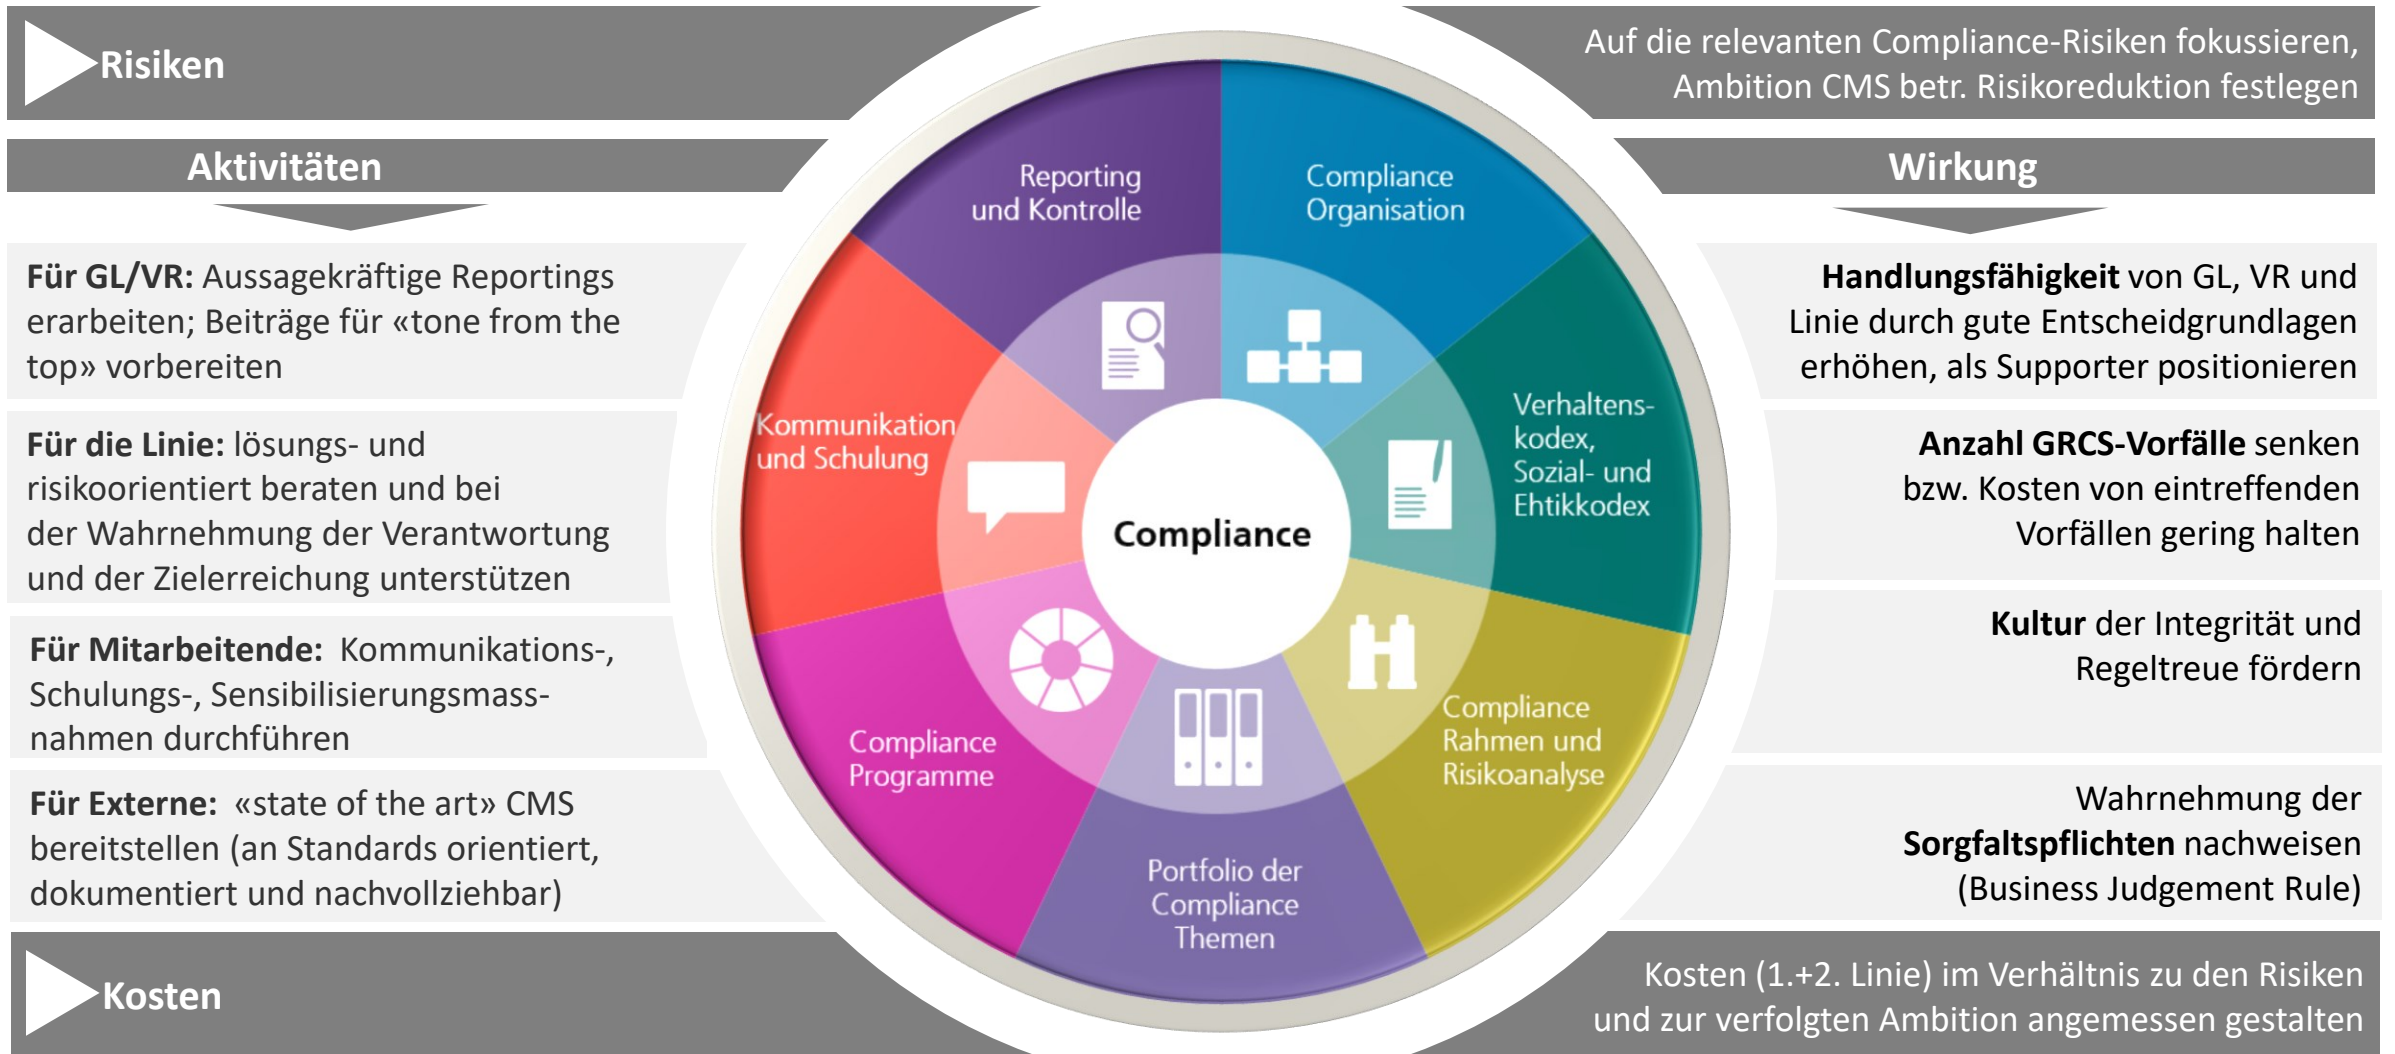 Risiken
Auf die relevanten Compliance-Risiken fokussieren,
Ambition CMS betr. Risikoreduktion festlegen
Aktivitäten
Wirkung
Für GL/VR: Aussagekräftige Reportings
erarbeiten; Beiträge für «tone from the
top» vorbereiten
Für die Linie: lösungs- und
risikoorientiert beraten und bei
der Wahrnehmung der Verantwortung
und der Zielerreichung unterstützen
Für Mitarbeitende: Kommunikations-,
Schulungs-, Sensibilisierungsmass-
nahmen durchführen
Für Externe: «state of the art» CMS
bereitstellen (an Standards orientiert,
dokumentiert und nachvollziehbar)
Reporting
und Kontrolle
Compliance
Organisation
Verhaltens-
kodex,
Sozial- und
Ehtikkodex
Compliance
Rahmen und
Risikoanalyse
Portfolio der
Compliance
Themen
Compliance
Programme
Kommunikation
und Schulung
Compliance
Handlungsfähigkeit von GL, VR und
Linie durch gute Entscheidgrundlagen
erhöhen, als Supporter positionieren
Anzahl GRCS-Vorfälle senken
bzw. Kosten von eintreffenden
Vorfällen gering halten
Kultur der Integrität und
Regeltreue fördern
Wahrnehmung der
Sorgfaltspflichten nachweisen
(Business Judgement Rule)
Kosten
Kosten (1.+2. Linie) im Verhältnis zu den Risiken
und zur verfolgten Ambition angemessen gestalten